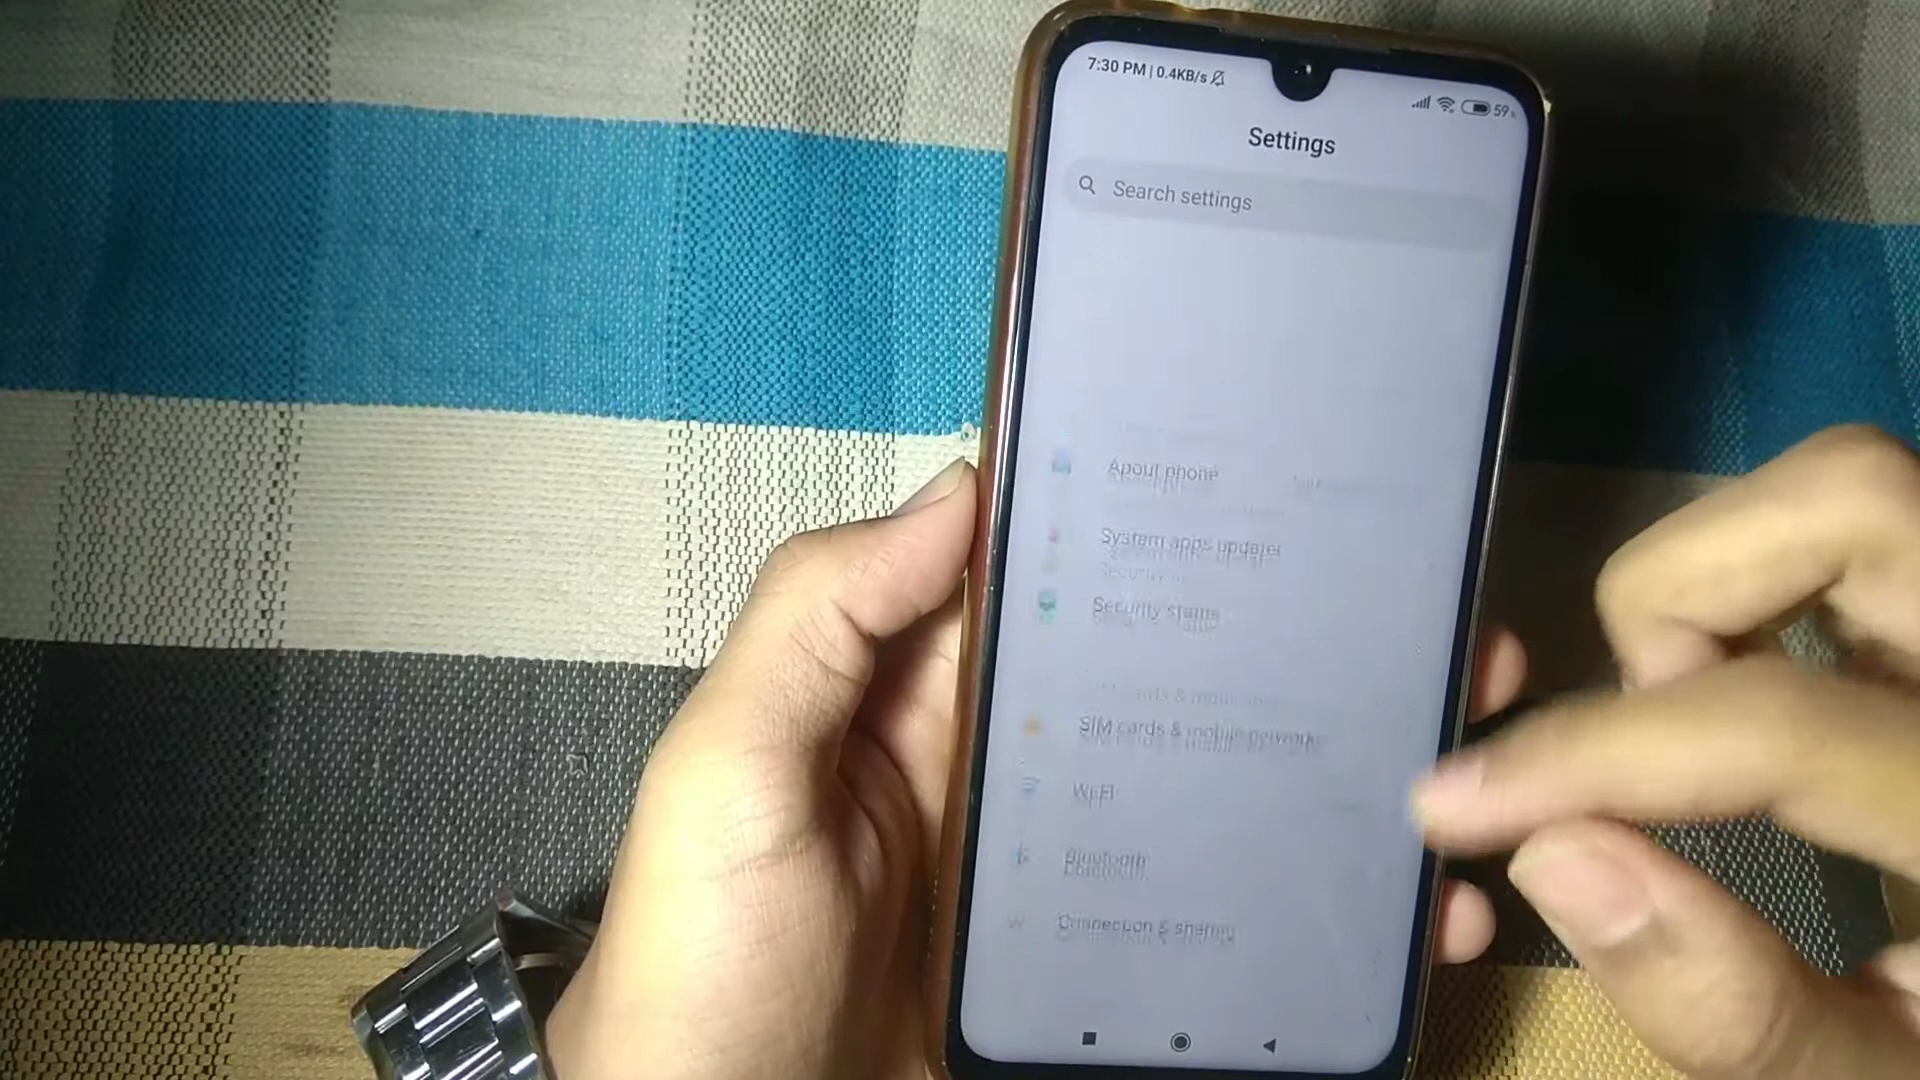 7:30 PM | 0.4KB/s
59
Settings
Search settings
About phone
System apps updater
Security status
SIM cards & mobile networks
Wi-Fi
Bluetooth
Connection & sharing